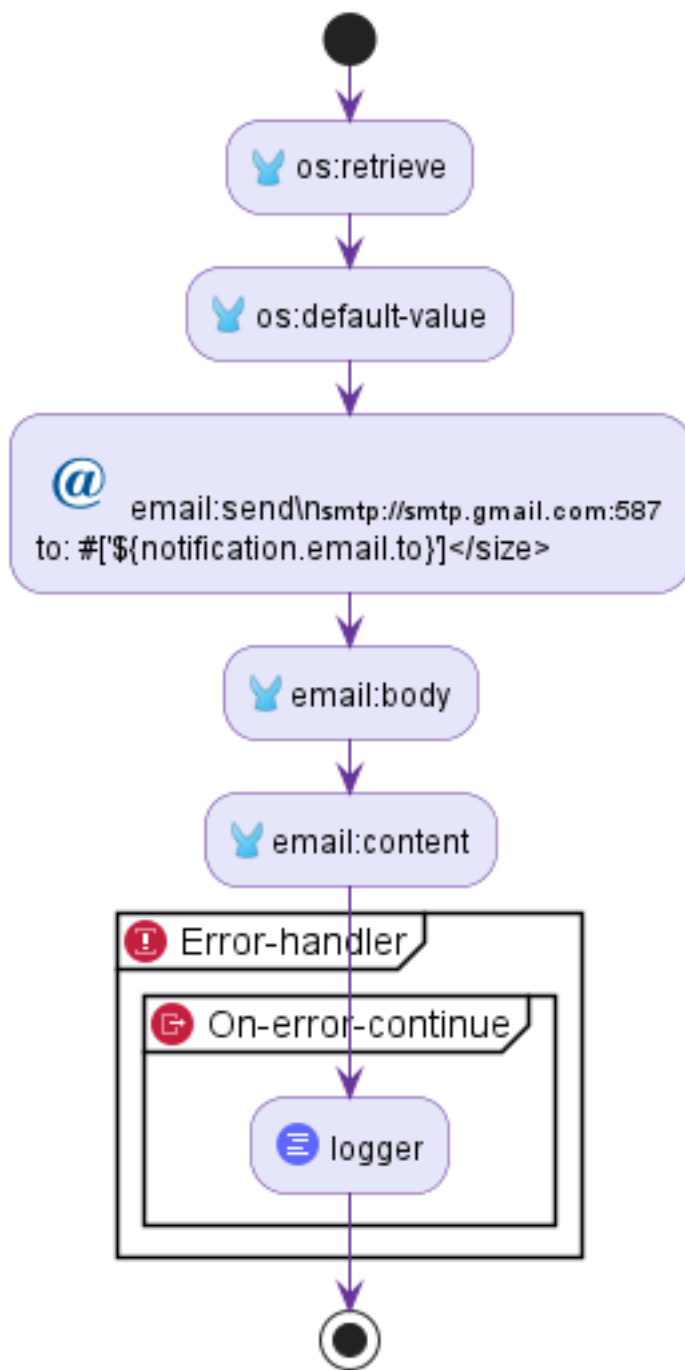 os:retrieve
os:default-value
email:send\nsmtp://smtp.gmail.com:587
to: #['${notification.email.to}']</size>
email:body
email:content
Error-handler
On-error-continue
logger